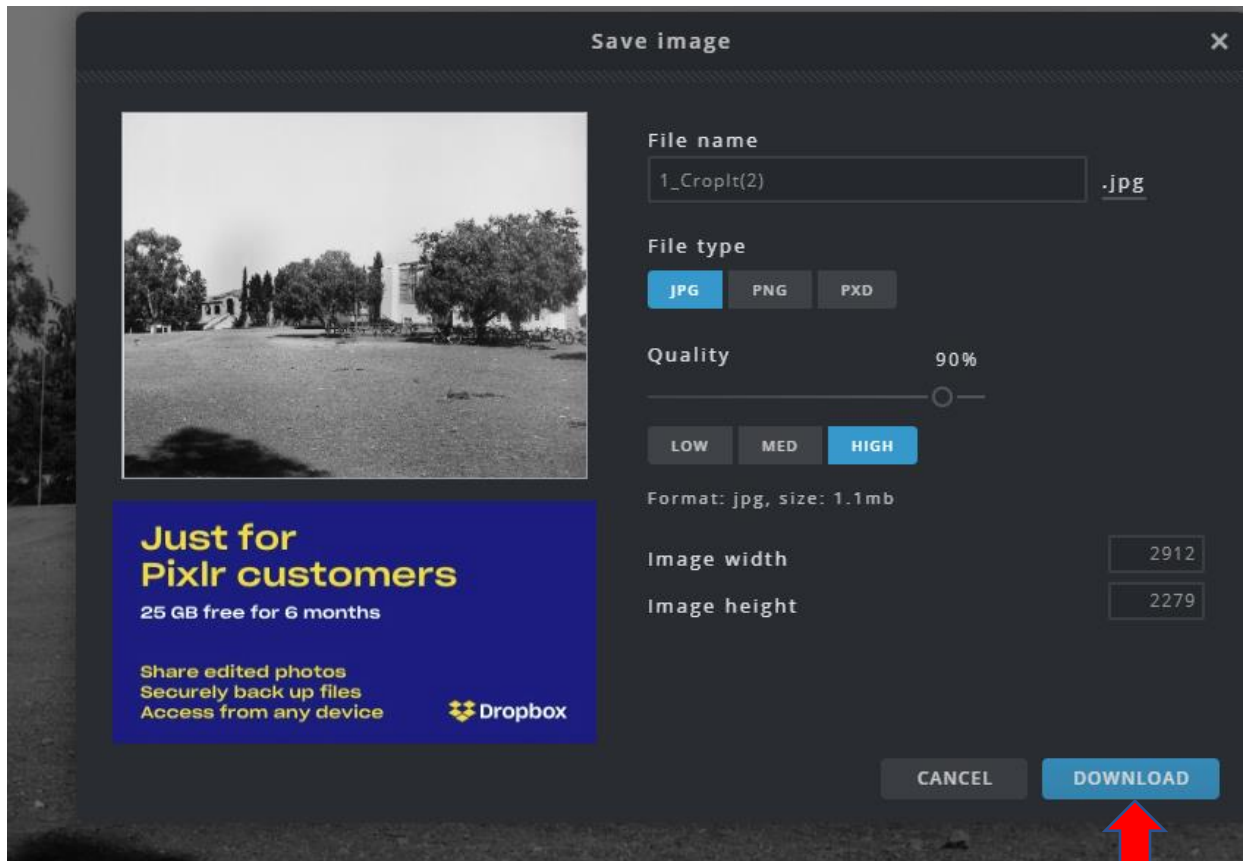 Save image
×
File name
1_CropIt(2)
.jpg
File type
JPG PNG PXD
Quality
90%
LOW MED HIGH
Format: jpg, size: 1.1mb
Image width
2912
Image height
2279
Just for
Pixlr customers
25 GB free for 6 months
Share edited photos
Securely back up files
Access from any device
Dropbox
CANCEL DOWNLOAD